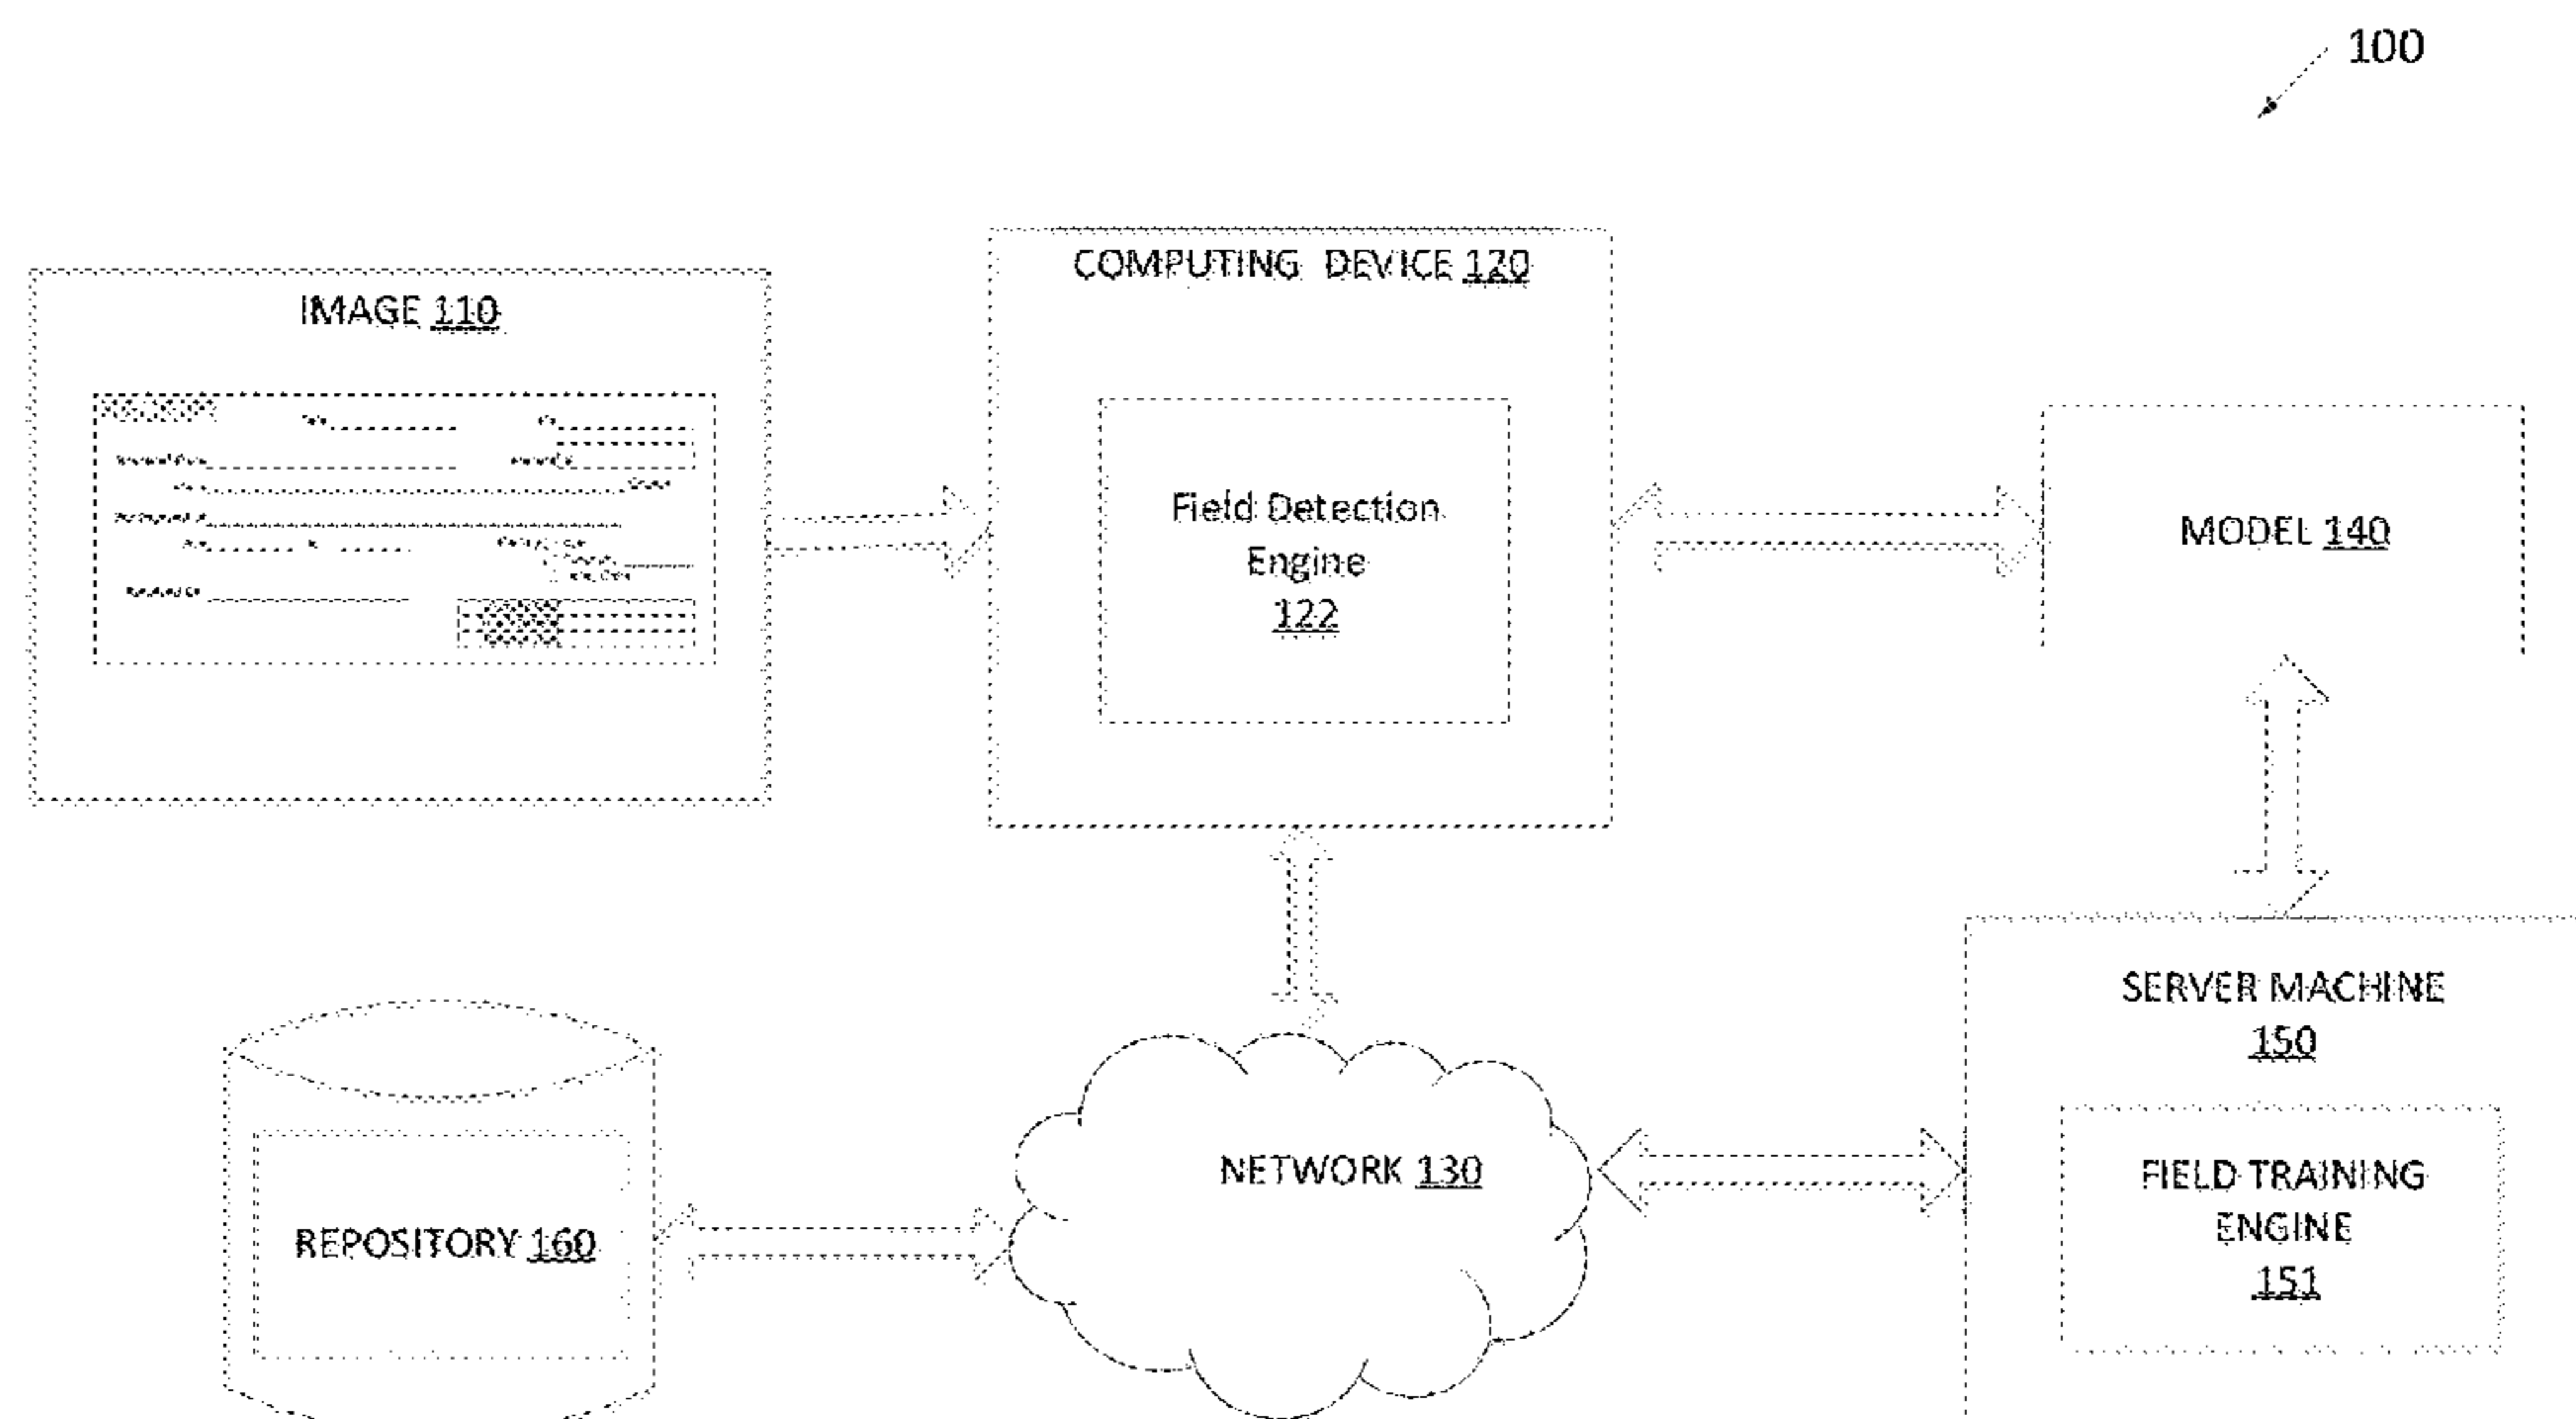 100
IMAGE 110
COMPUTING DEVICE 120
Field Detection
Engine
122
MODEL 140
SERVER MACHINE
150
FIELD TRAINING
ENGINE
151
NETWORK 130
REPOSITORY 160